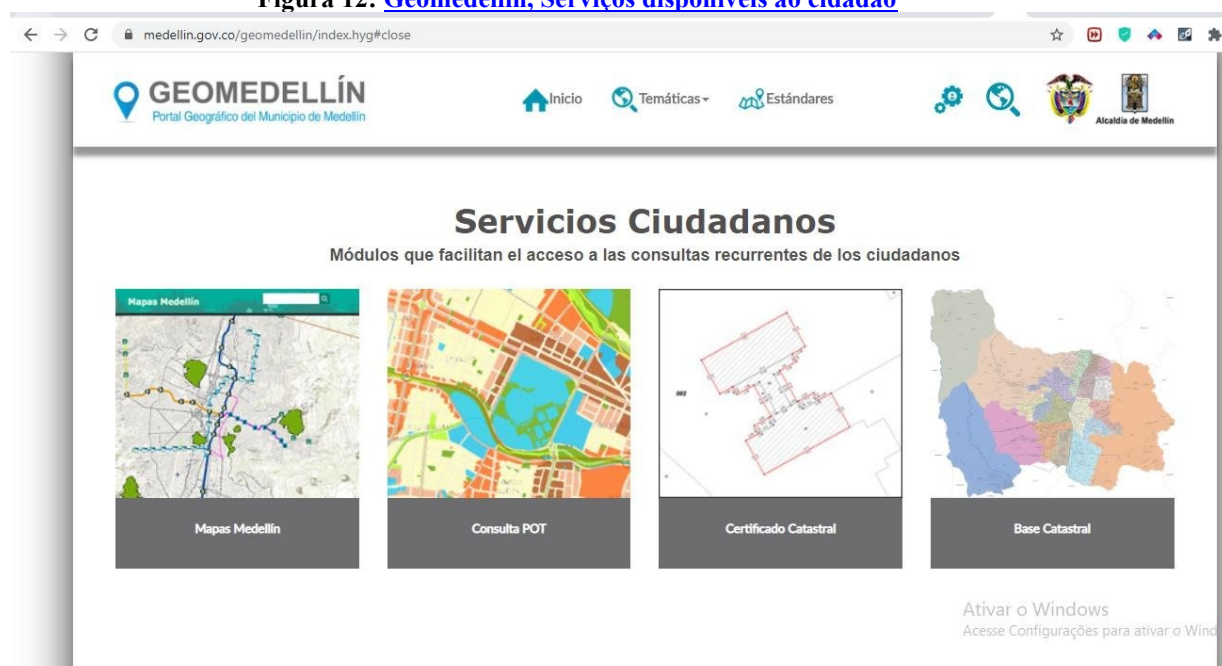 Figura 12: Geomedellín, Serviços disponíveis ao cidadão
medellin.gov.co/geomedellin/index.hyg#close
GEOMEDELLÍN
Portal Geográfico del Municipio de Medellín
Inicio
Temáticas
Estándares
Alcaldía de Medellín
Servicios Ciudadanos
Módulos que facilitan el acceso a las consultas recurrentes de los ciudadanos
Mapas Medellín
002
Mapas Medellín
Consulta POT
Certificado Catastral
Base Catastral
Ativar o Windows
Acesse Configurações para ativar o Wind